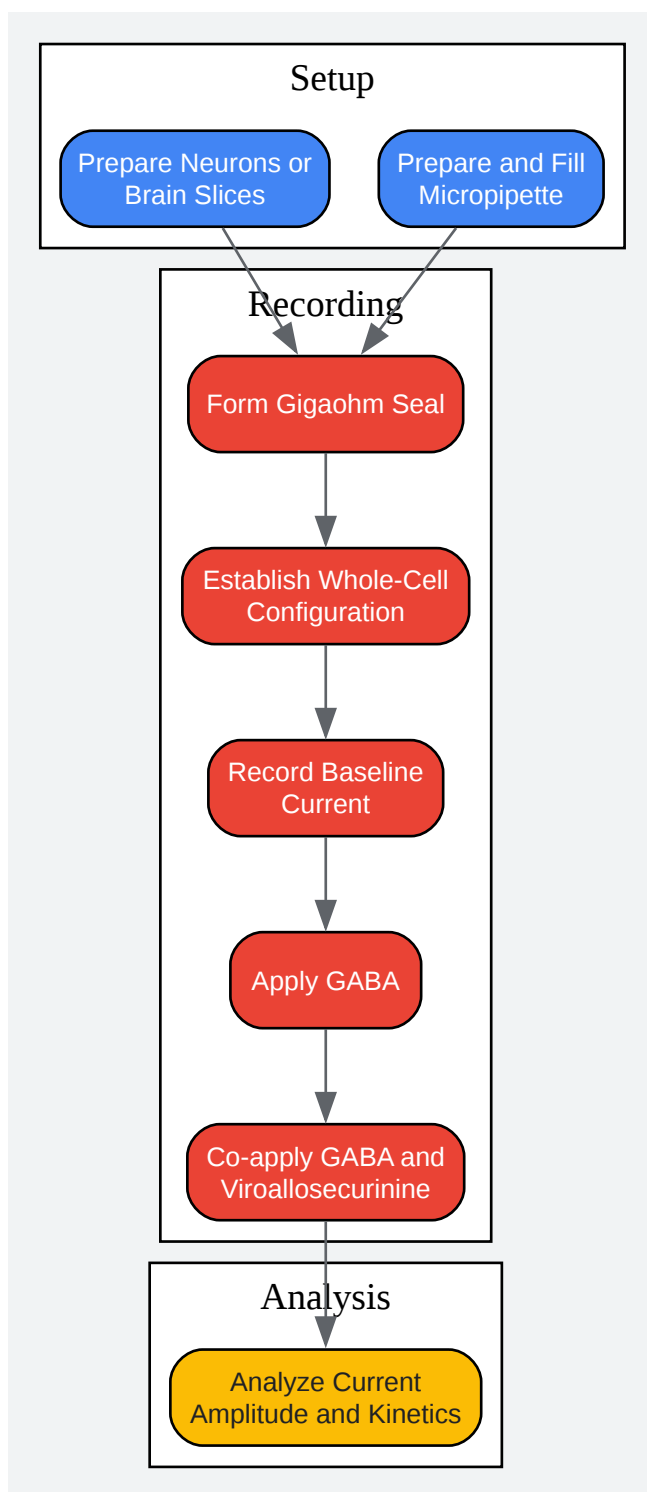 Setup
Prepare Neurons or
Brain Slices
Prepare and Fill
Micropipette
Recording
Form Gigaohm Seal
Establish Whole-Cell
Configuration
Record Baseline
Current
Apply GABA
Co-apply GABA and
Viroallosecurinine
Analysis
Analyze Current
Amplitude and Kinetics